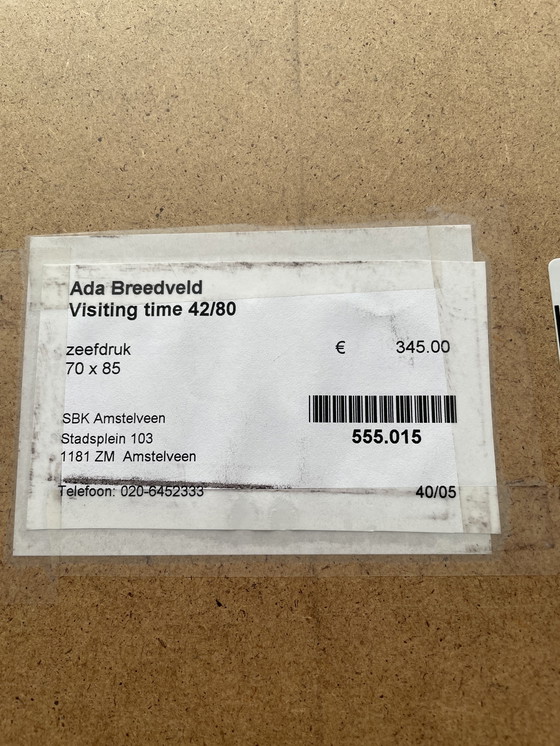 Ada Breedveld
Visiting time 42/80
zeefdruk € 345.00
70 x 85
SBK Amstelveen
Stadsplein 103
1181 ZM Amstelveen
555.015
Telefoon: 020-6452333 40/05